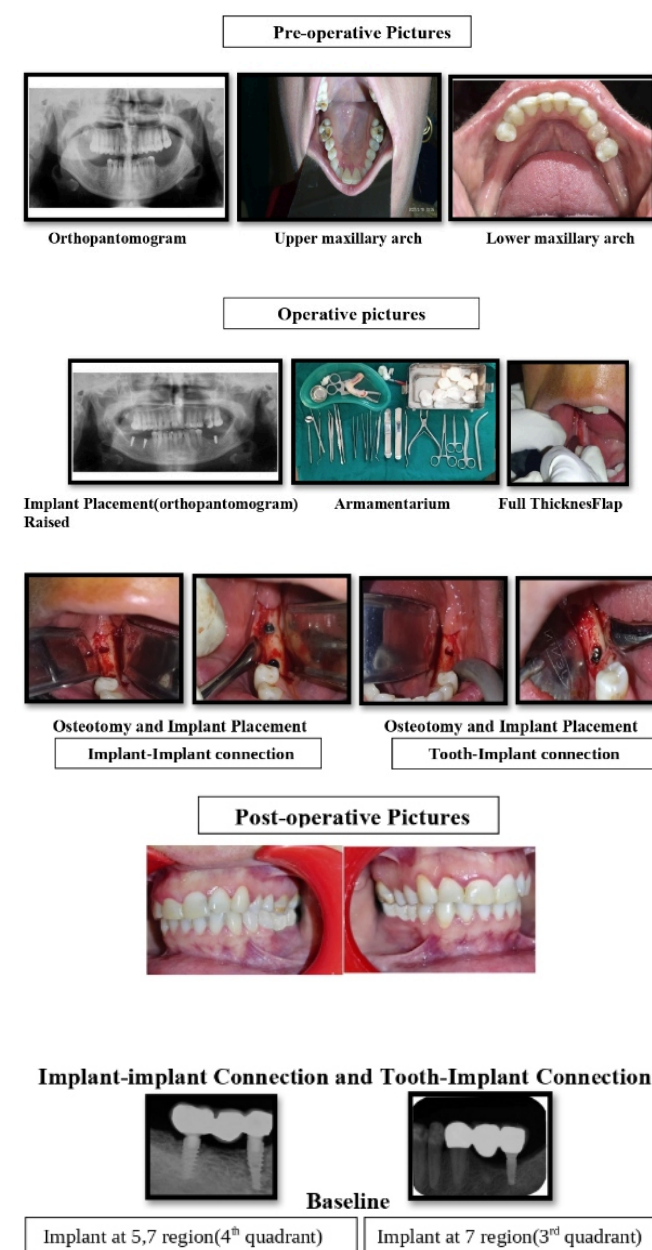 Pre-operative Pictures
Orthopantomogram
Upper maxillary arch
Lower maxillary arch
Operative pictures
Implant Placement(orthopantomogram)
Raised
Armamentarium
Full ThicknesFlap
Osteotomy and Implant Placement
Implant-Implant connection
Osteotomy and Implant Placement
Tooth-Implant connection
Post-operative Pictures
Implant-implant Connection and Tooth-Implant Connection
Baseline
Implant at 5,7 region(4th quadrant)
Implant at 7 region(3rd quadrant)